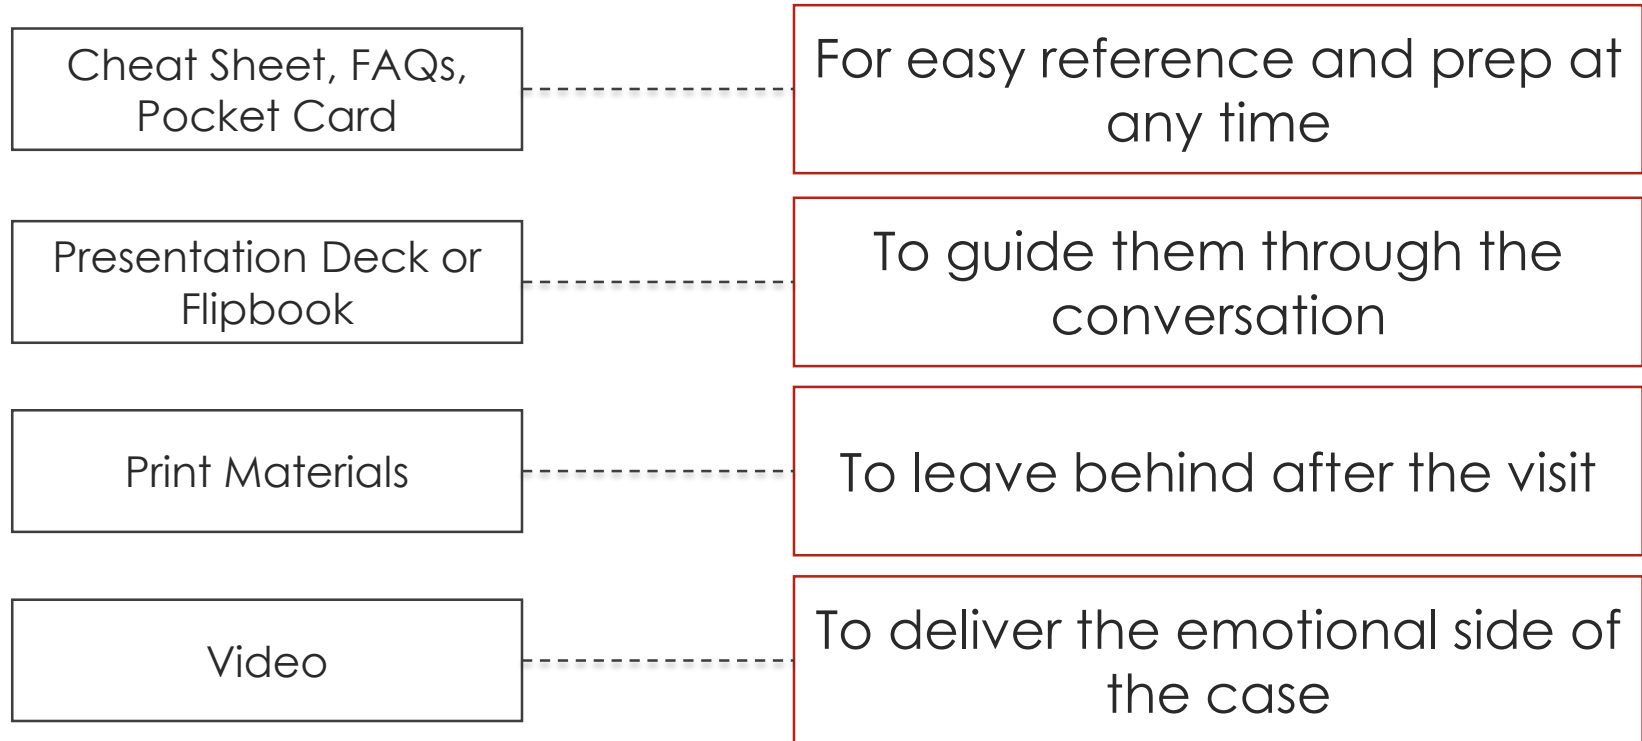 Cheat Sheet, FAQs,
Pocket Card
For easy reference and prep at
any time
Presentation Deck or
Flipbook
To guide them through the
conversation
Print Materials
To leave behind after the visit
Video
To deliver the emotional side of
the case